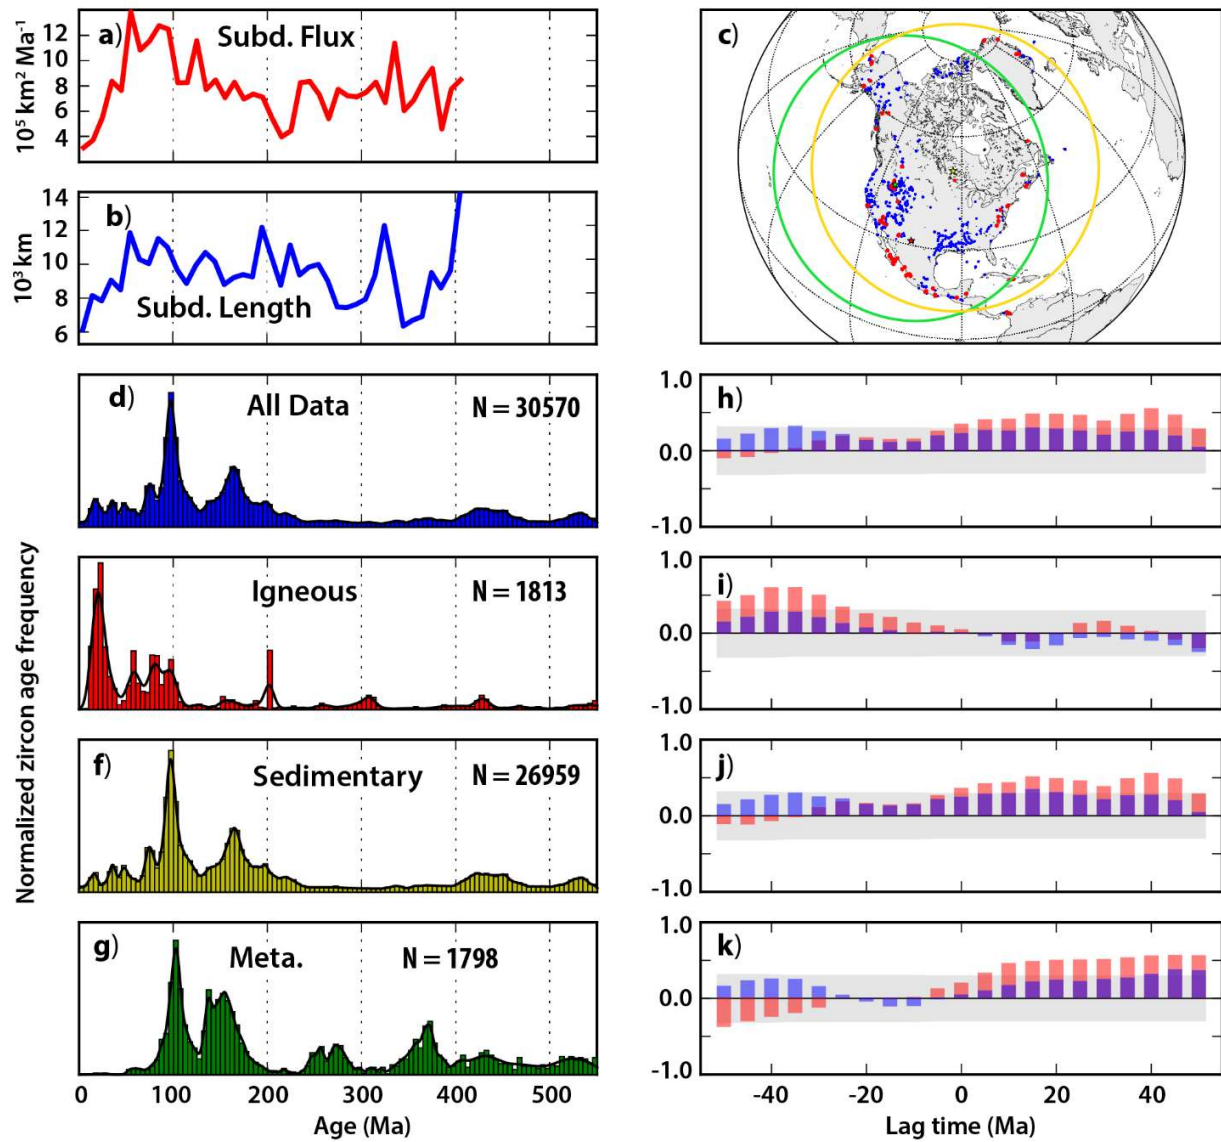 a)
Subd. Flux
12
10
8
6
4
10⁵ km² Ma⁻¹
b)
Subd. Length
14
12
10
8
6
10³ km
c)
d)
All Data
N = 30570
e)
Igneous
N = 1813
f)
Sedimentary
N = 26959
g)
Meta.
N = 1798
Normalized zircon age frequency
0 100 200 300 400 500
Age (Ma)
h)
1.0
0.0
-1.0
i)
1.0
0.0
-1.0
j)
1.0
0.0
-1.0
k)
1.0
0.0
-1.0
-40 -20 0 20 40
Lag time (Ma)